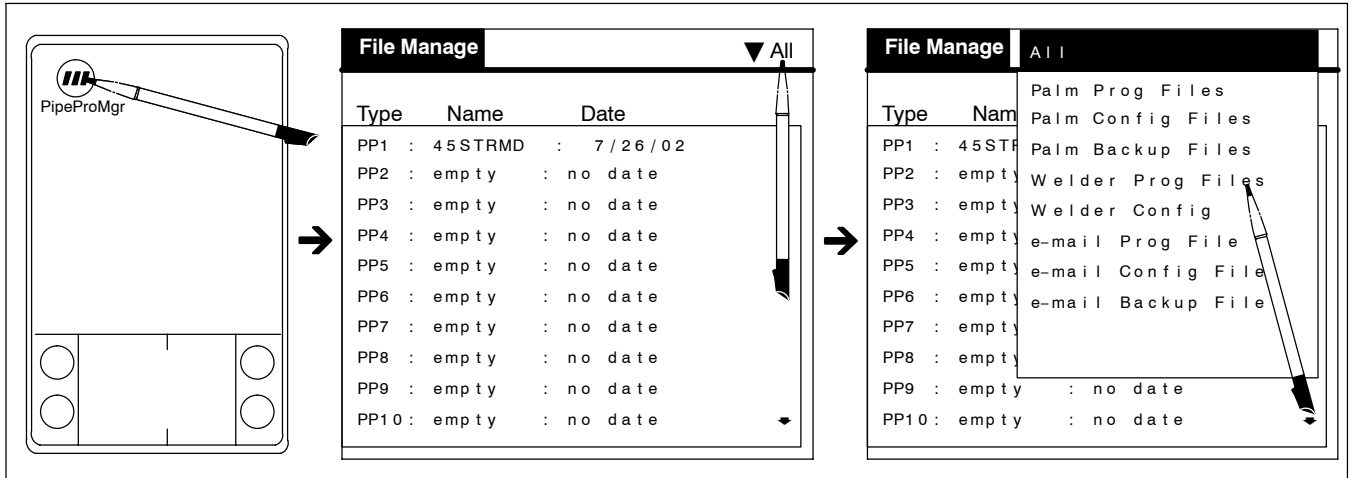 PipeProMgr
File Manage
▼ All
Type Name Date
PP1 : 45STRMD : 7/26/02
PP2 : empty : no date
PP3 : empty : no date
PP4 : empty : no date
PP5 : empty : no date
PP6 : empty : no date
PP7 : empty : no date
PP8 : empty : no date
PP9 : empty : no date
PP10: empty : no date
File Manage
All
Palm Prog Files
Palm Config Files
Palm Backup Files
Welder Prog Files
Welder Config
e-mail Prog File
e-mail Config File
e-mail Backup File
Type Nam
PP1 : 45STR
PP2 : empty
PP3 : empty
PP4 : empty
PP5 : empty
PP6 : empty
PP7 : empty
PP8 : empty
PP9 : empty : no date
PP10: empty : no date